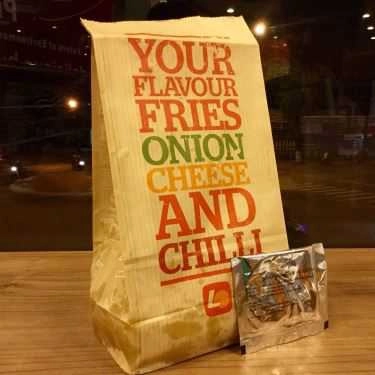 YOUR
FLAVOUR
FRIES
ONION
CHEESE
AND
CHILLI